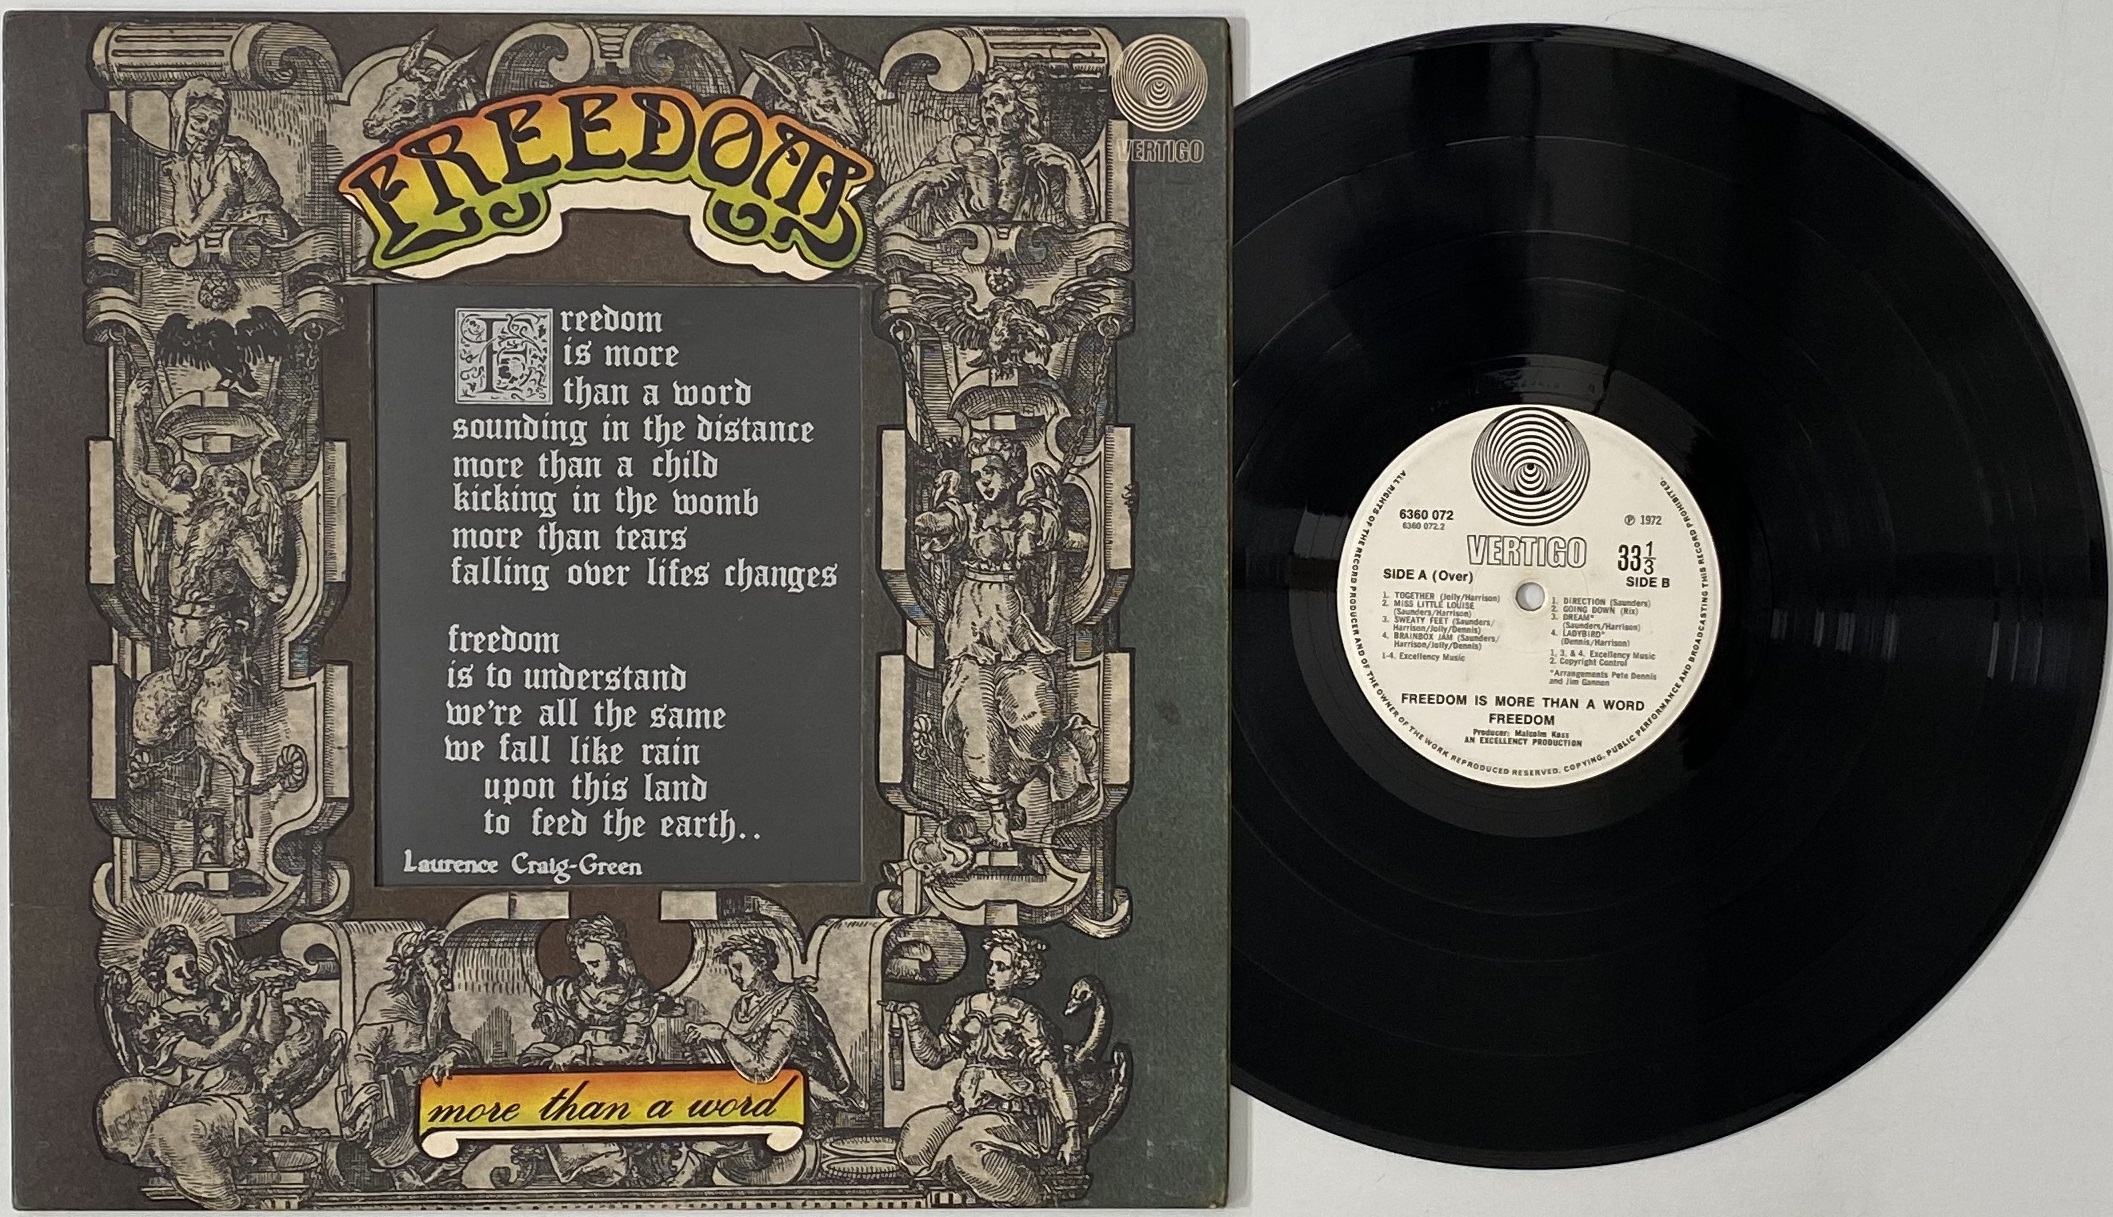 FREEDOM
VERTIGO
Freedom
is more
than a word
sounding in the distance
more than a child
kicking in the womb
more than tears
falling over lifes changes
freedom
is to understand
we're all the same
we fall like rain
upon this land
to feed the earth..
Laurence Craig-Green
more than a word
ALL RIGHTS OF THE RECORD PRODUCER AND OF THE OWNER OF THE WORK REPRODUCED RESERVED. COPYING, PUBLIC PERFORMANCE AND BROADCASTING THIS RECORD PROHIBITED.
6360 072
6360 072.2
℗ 1972
VERTIGO
33 1/3
SIDE A (Over)
SIDE B
1. TOGETHER (Jolly/Harrison)
2. MISS LITTLE LOUISE
(Saunders/Harrison)
3. SWEATY FEET (Saunders/
Harrison/Jolly/Dennis)
4. BRAINBOX JAM (Saunders/
Harrison/Jolly/Dennis)
1-4. Excellency Music
1. DIRECTION (Saunders)
2. GOING DOWN (Nix)
3. DREAM*
(Saunders/Harrison)
4. LADYBIRD*
(Dennis/Harrison)
1, 3, & 4. Excellency Music
2. Copyright Control
*Arrangements Pete Dennis
and Jim Gannon
FREEDOM IS MORE THAN A WORD
FREEDOM
Producer: Malcolm Koss
AN EXCELLENCY PRODUCTION